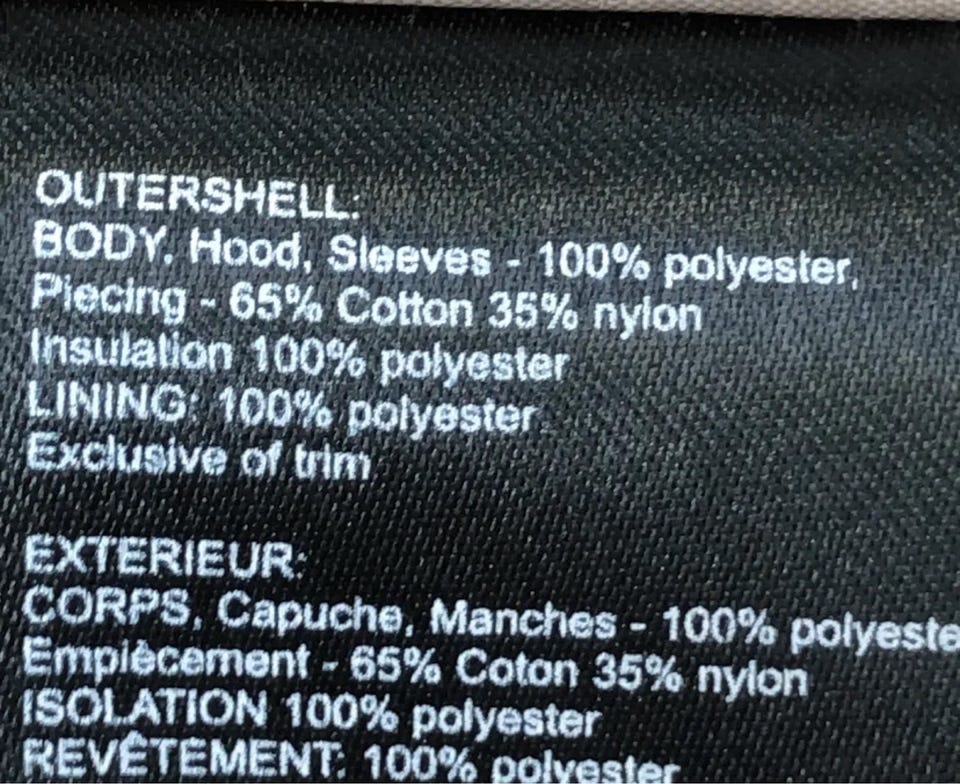 OUTERSHELL:
BODY, Hood, Sleeves - 100% polyester,
Piecing - 65% Cotton 35% nylon
Insulation 100% polyester
LINING: 100% polyester
Exclusive of trim
EXTERIEUR:
CORPS, Capuche, Manches - 100% polyeste
Empiècement - 65% Coton 35% nylon
ISOLATION 100% polyester
REVÊTEMENT: 100% polyester